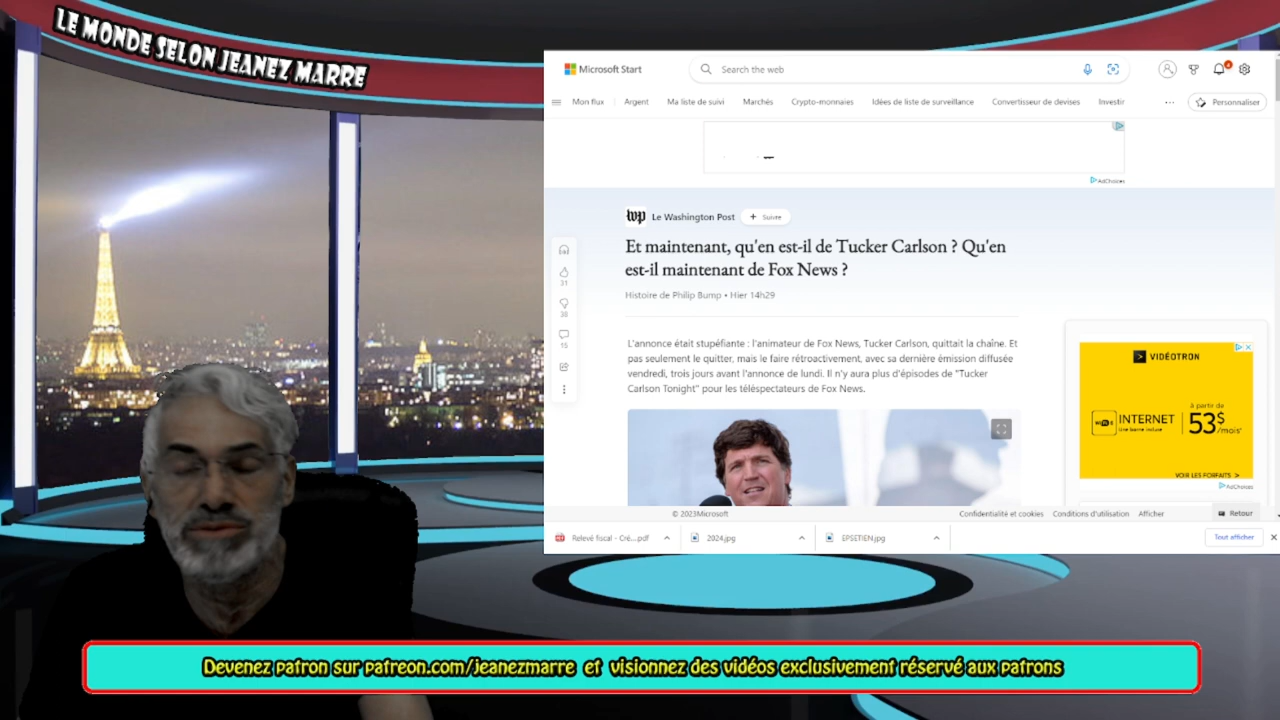 LE MONDE SELON JEANEZ MARRE
Microsoft Start
Search the web
4
Mon flux
Argent
Ma liste de suivi
Marchés
Crypto-monnaies
Idées de liste de surveillance
Convertisseur de devises
Investir
Personnaliser
AdChoices
wp Le Washington Post
+ Suivre
Et maintenant, qu'en est-il de Tucker Carlson ? Qu'en
est-il maintenant de Fox News ?
Histoire de Philip Bump • Hier 14h29
31
38
15
L'annonce était stupéfiante : l'animateur de Fox News, Tucker Carlson, quittait la chaîne. Et
pas seulement le quitter, mais le faire rétroactivement, avec sa dernière émission diffusée
vendredi, trois jours avant l'annonce de lundi. Il n'y aura plus d'épisodes de "Tucker
Carlson Tonight" pour les téléspectateurs de Fox News.
VIDÉOTRON
INTERNET
à partir de
53$
/mois
VOIR LES FORFAITS >
AdChoices
© 2023Microsoft
Confidentialité et cookies
Conditions d'utilisation
Afficher
Retour
Relevé fiscal - Cré....pdf
2024.jpg
EPSETIEN.jpg
Tout afficher
Devenez patron sur patreon.com/jeanezmarre et visionnez des vidéos exclusivement réservé aux patrons